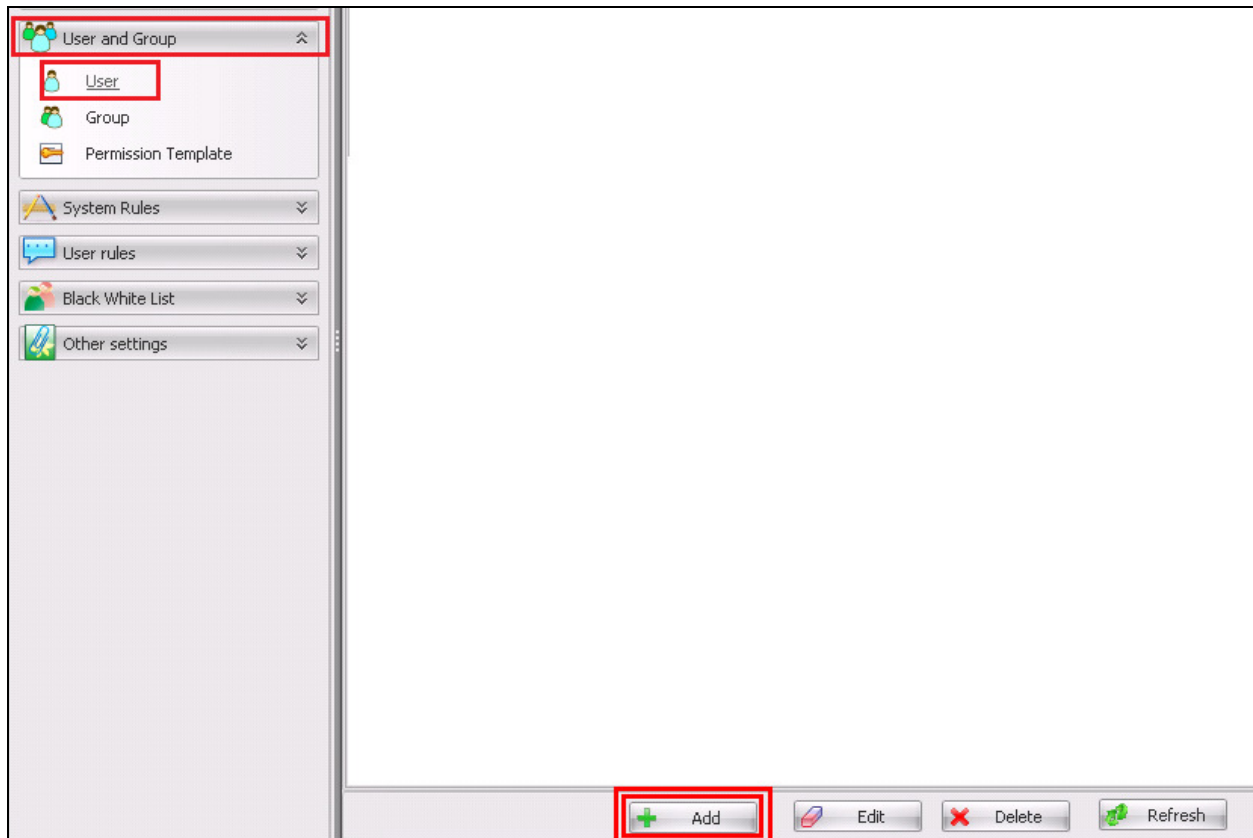 User and Group
User
Group
Permission Template
System Rules
User rules
Black White List
Other settings
Add Edit Delete Refresh